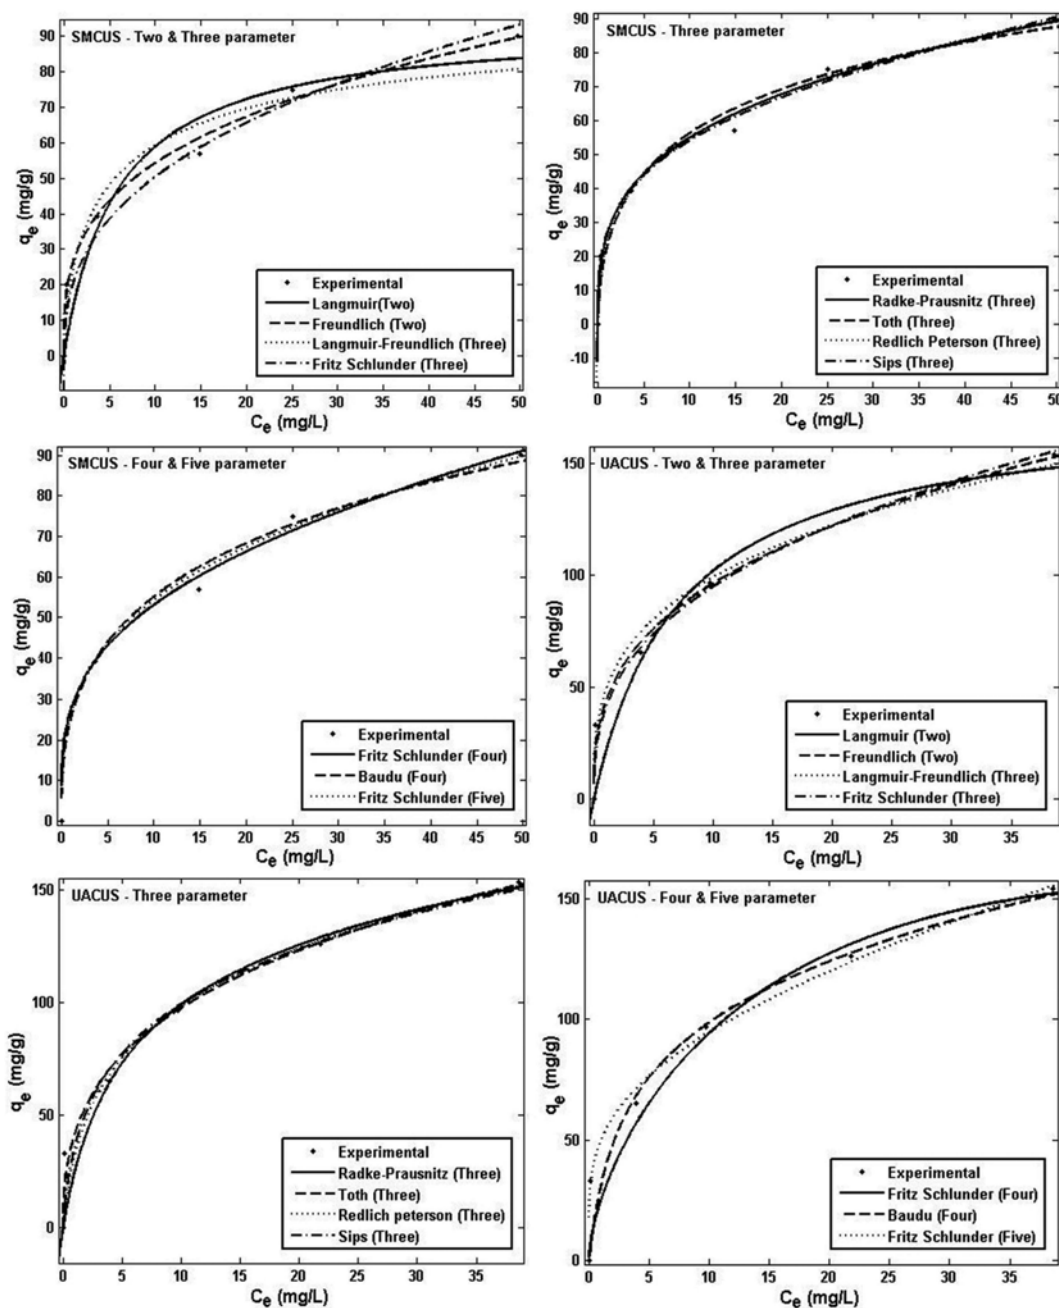 SMCUS - Two & Three parameter
90
80
70
60
50
40
30
20
10
0
qe (mg/g)
Experimental
Langmuir(Two)
Freundlich (Two)
Langmuir-Freundlich (Three)
Fritz Schlunder (Three)
0 5 10 15 20 25 30 35 40 45 50
Ce (mg/L)
SMCUS - Three parameter
90
80
70
60
50
40
30
20
10
0
-10
qe (mg/g)
Experimental
Radke-Prausnitz (Three)
Toth (Three)
Redlich Peterson (Three)
Sips (Three)
0 5 10 15 20 25 30 35 40 45 50
Ce (mg/L)
SMCUS - Four & Five parameter
90
80
70
60
50
40
30
20
10
0
qe (mg/g)
Experimental
Fritz Schlunder (Four)
Baudu (Four)
Fritz Schlunder (Five)
0 5 10 15 20 25 30 35 40 45 50
Ce (mg/L)
UACUS - Two & Three parameter
150
100
50
0
qe (mg/g)
Experimental
Langmuir (Two)
Freundlich (Two)
Langmuir-Freundlich (Three)
Fritz Schlunder (Three)
0 5 10 15 20 25 30 35
Ce (mg/L)
UACUS - Three parameter
150
100
50
0
qe (mg/g)
Experimental
Radke-Prausnitz (Three)
Toth (Three)
Redlich peterson (Three)
Sips (Three)
0 5 10 15 20 25 30 35
Ce (mg/L)
UACUS - Four & Five parameter
150
100
50
0
qe (mg/g)
Experimental
Fritz Schlunder (Four)
Baudu (Four)
Fritz Schlunder (Five)
0 5 10 15 20 25 30 35
Ce (mg/L)